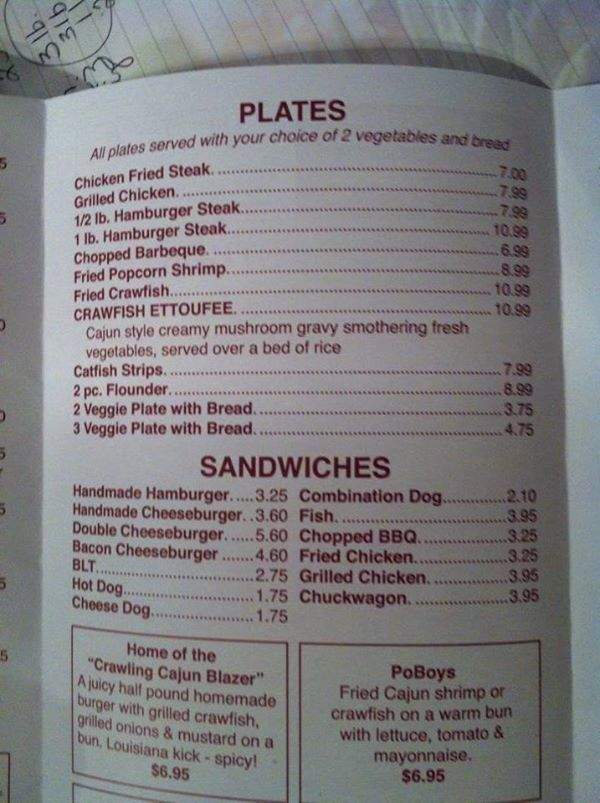 3 lb.
3 lb
PLATES
All plates served with your choice of 2 vegetables and bread
Chicken Fried Steak. 7.00
Grilled Chicken. 7.99
1/2 lb. Hamburger Steak. 7.99
1 lb. Hamburger Steak. 10.99
Chopped Barbeque. 6.99
Fried Popcorn Shrimp. 8.99
Fried Crawfish. 10.99
CRAWFISH ETTOUFEE. 10.99
Cajun style creamy mushroom gravy smothering fresh
vegetables, served over a bed of rice
Catfish Strips. 7.99
2 pc. Flounder. 8.99
2 Veggie Plate with Bread. 3.75
3 Veggie Plate with Bread. 4.75
SANDWICHES
Handmade Hamburger. 3.25
Handmade Cheeseburger. 3.60
Double Cheeseburger. 5.60
Bacon Cheeseburger 4.60
BLT. 2.75
Hot Dog. 1.75
Cheese Dog. 1.75
Combination Dog. 2.10
Fish. 3.95
Chopped BBQ. 3.25
Fried Chicken. 3.25
Grilled Chicken. 3.95
Chuckwagon. 3.95
Home of the
"Crawling Cajun Blazer"
A juicy half pound homemade
burger with grilled crawfish,
grilled onions & mustard on a
bun, Louisiana kick - spicy!
$6.95
PoBoys
Fried Cajun shrimp or
crawfish on a warm bun
with lettuce, tomato &
mayonnaise.
$6.95